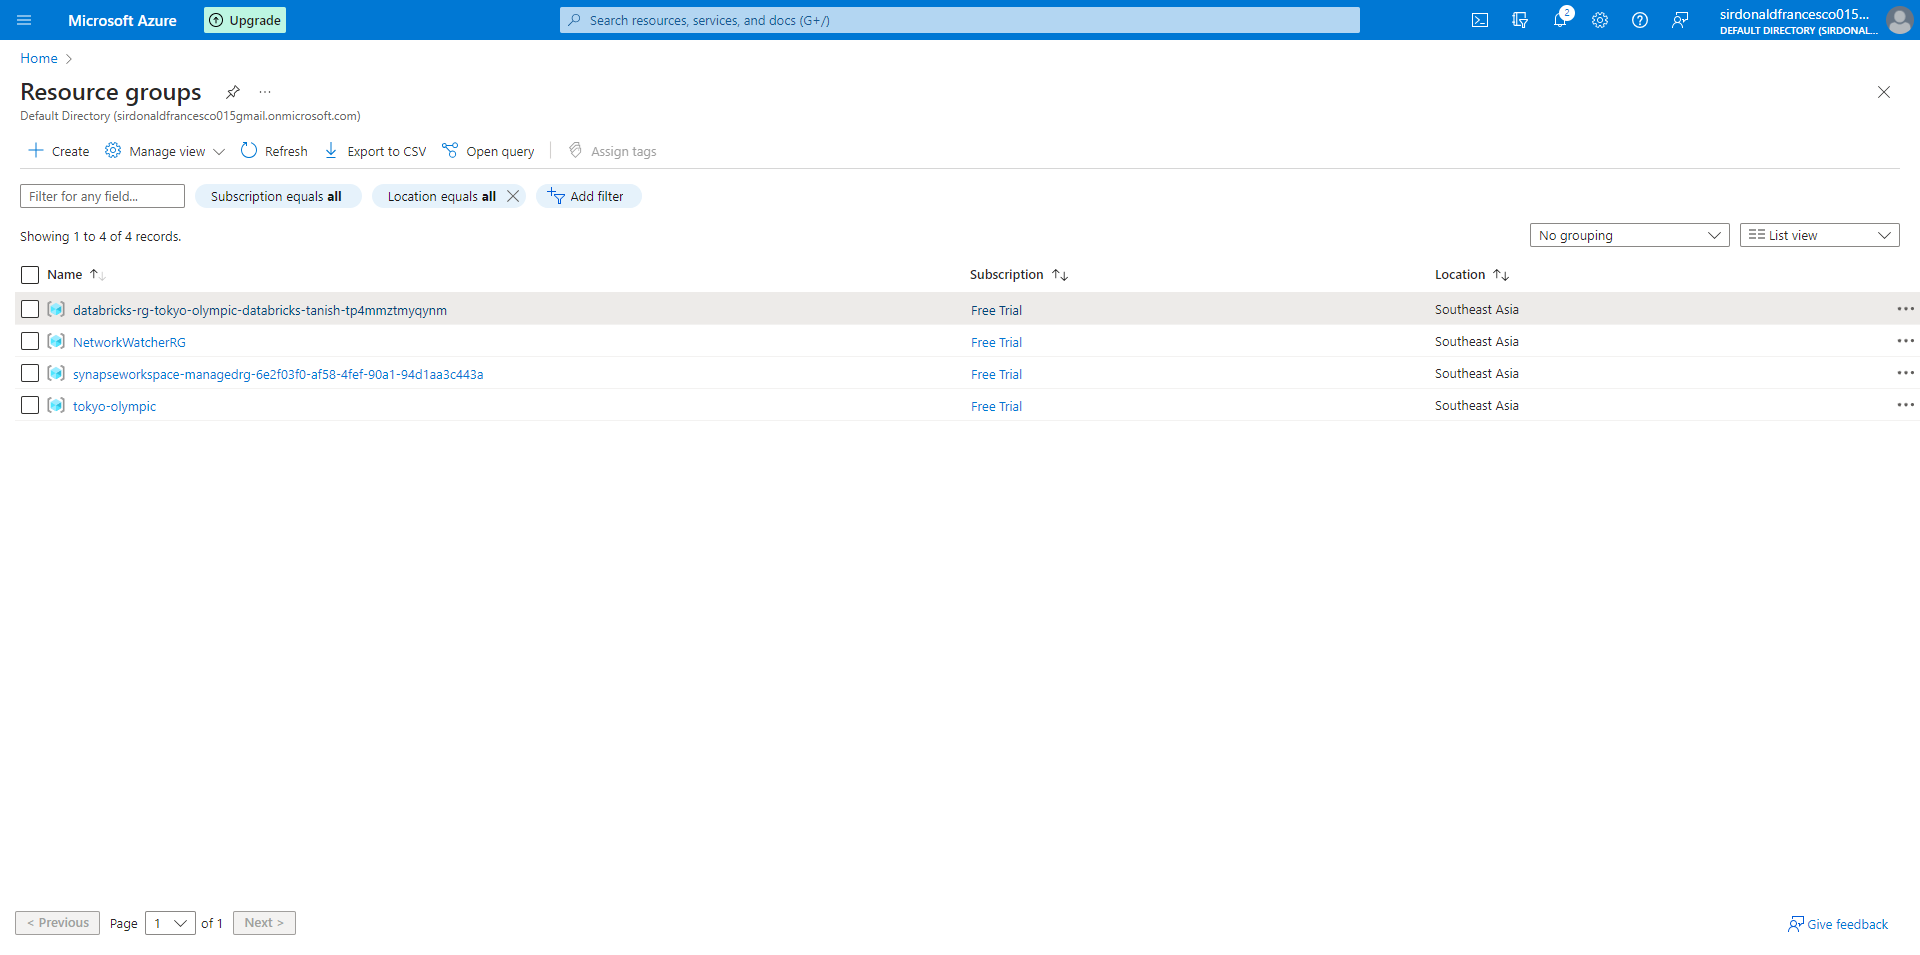 Microsoft Azure
Upgrade
Search resources, services, and docs (G+/)
2
sirdonaldfrancesco015...
DEFAULT DIRECTORY (SIRDONAL...
Home
Resource groups
Default Directory (sirdonaldfrancesco015gmail.onmicrosoft.com)
Create
Manage view
Refresh
Export to CSV
Open query
Assign tags
Filter for any field...
Subscription equals all
Location equals all
Add filter
Showing 1 to 4 of 4 records.
No grouping
List view
Name
Subscription
Location
databricks-rg-tokyo-olympic-databricks-tanish-tp4mmztmyqynm
Free Trial
Southeast Asia
NetworkWatcherRG
Free Trial
Southeast Asia
synapseworkspace-managedrg-6e2f03f0-af58-4fef-90a1-94d1aa3c443a
Free Trial
Southeast Asia
tokyo-olympic
Free Trial
Southeast Asia
< Previous
Page
1
of 1
Next >
Give feedback